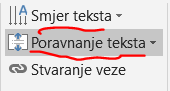 Smjer teksta
Poravnanje teksta
Stvaranje veze